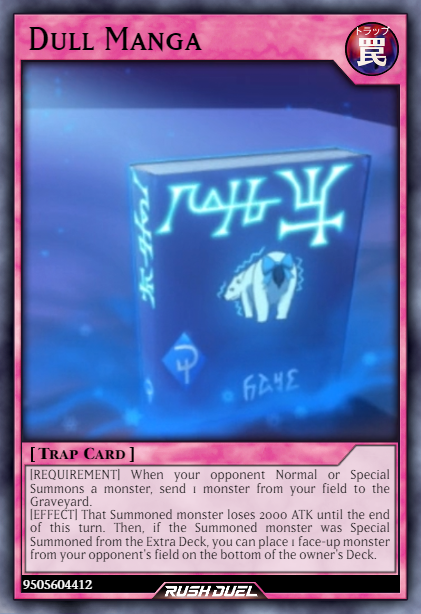 DULL MANGA
トラップ
罠
[TRAP CARD]
[REQUIREMENT] When your opponent Normal or Special
Summons a monster, send 1 monster from your field to the
Graveyard.
[EFFECT] That Summoned monster loses 2000 ATK until the end
of this turn. Then, if the Summoned monster was Special
Summoned from the Extra Deck, you can place 1 face-up monster
from your opponent's field on the bottom of the owner's Deck.
9505604412
RUSH DUEL